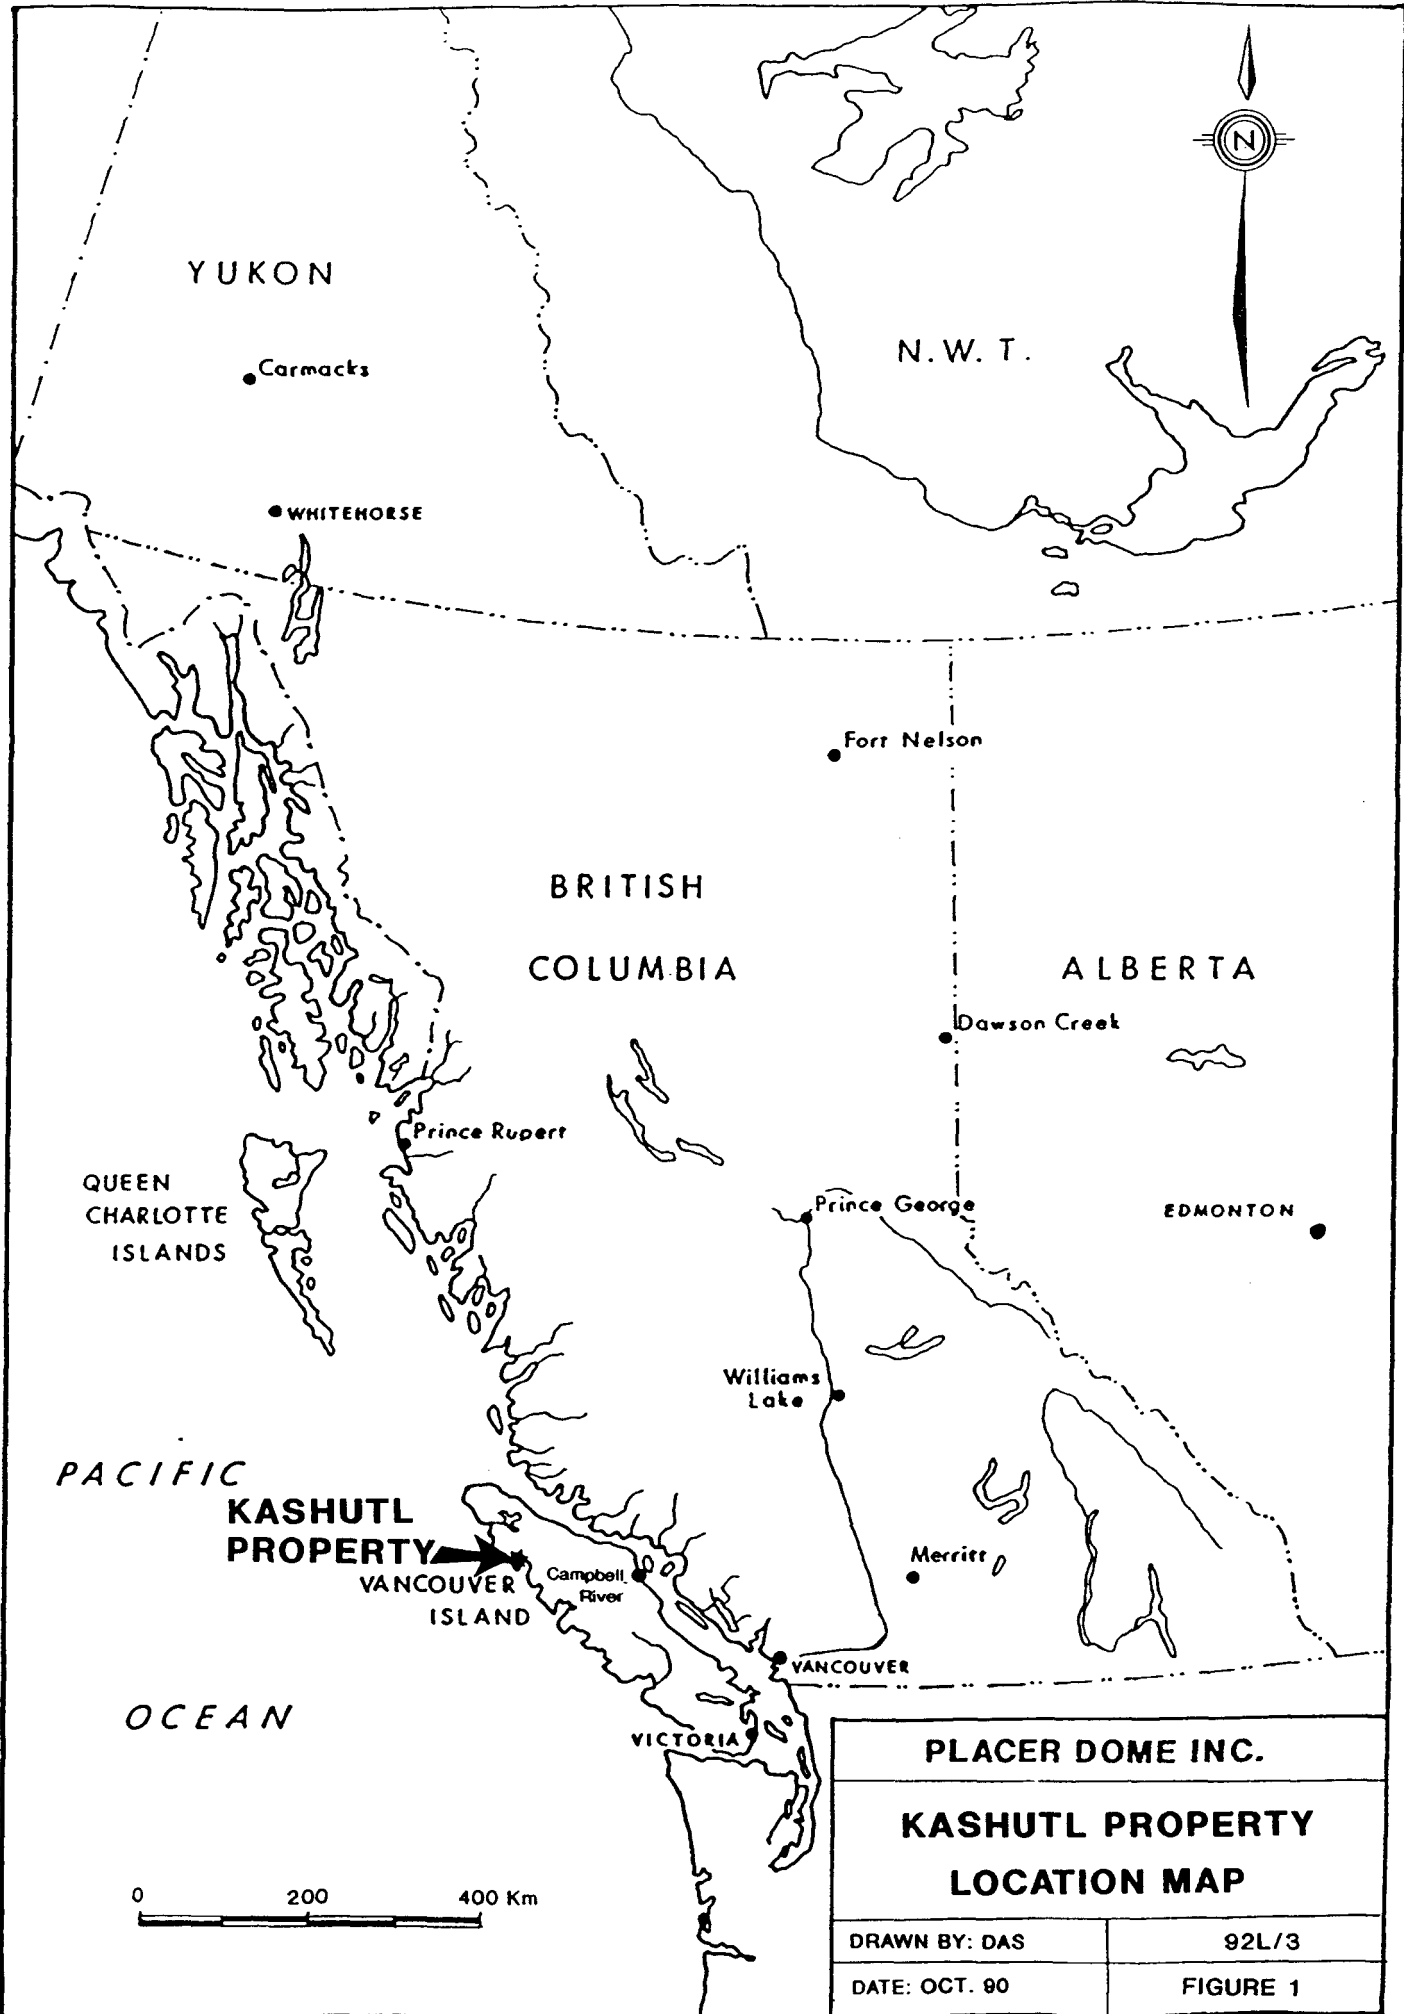 N
YUKON
N.W.T.
Carmacks
WHITEHORSE
Fort Nelson
BRITISH
COLUMBIA
ALBERTA
Dawson Creek
Prince Rupert
QUEEN
CHARLOTTE
ISLANDS
Prince George
EDMONTON
Williams
Lake
PACIFIC
KASHUTL
PROPERTY
VANCOUVER
ISLAND
Campbell
River
Merritt
VANCOUVER
OCEAN
VICTORIA
PLACER DOME INC.
KASHUTL PROPERTY
LOCATION MAP
0 200 400 Km
DRAWN BY: DAS 92L/3
DATE: OCT. 90 FIGURE 1